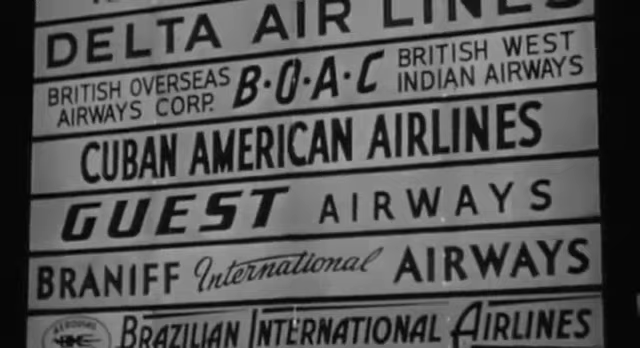 DELTA AIR LINES
BRITISH OVERSEAS AIRWAYS CORP. B·O·A·C BRITISH WEST INDIAN AIRWAYS
CUBAN AMERICAN AIRLINES
GUEST AIRWAYS
BRANIFF International AIRWAYS
BRAZILIAN INTERNATIONAL AIRLINES